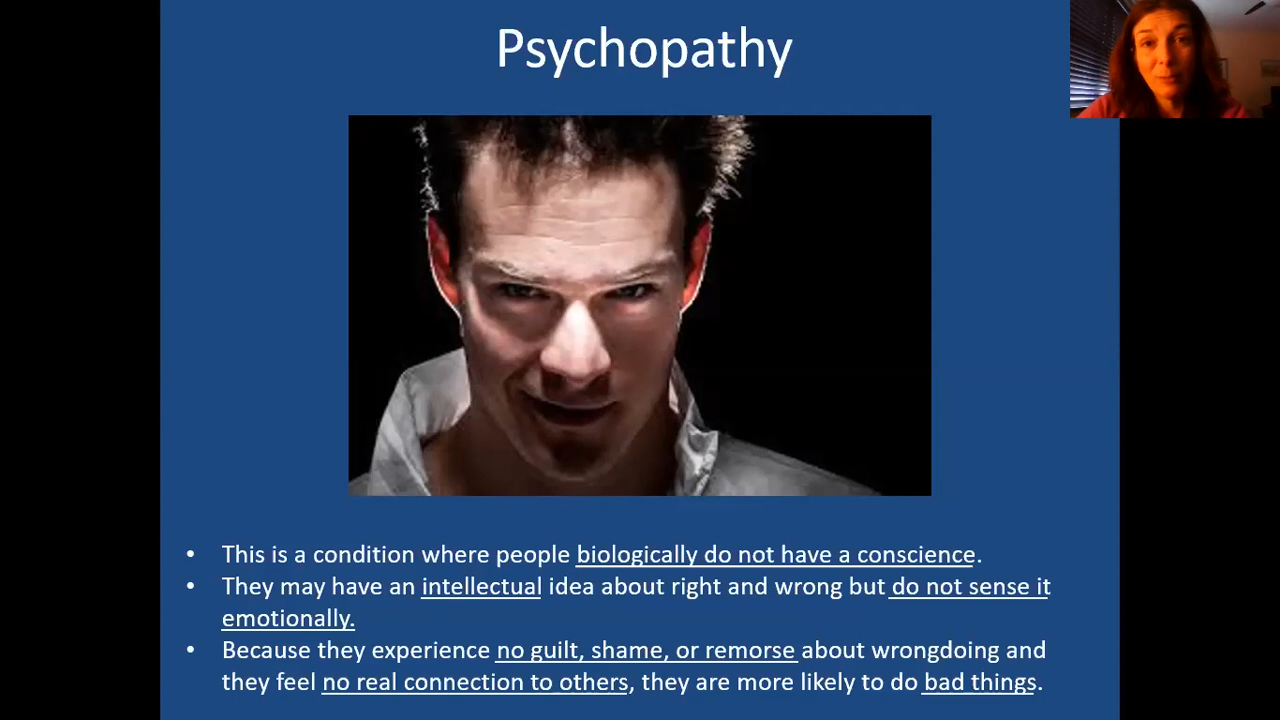 Psychopathy
• This is a condition where people biologically do not have a conscience.
• They may have an intellectual idea about right and wrong but do not sense it
emotionally.
• Because they experience no guilt, shame, or remorse about wrongdoing and
they feel no real connection to others, they are more likely to do bad things.